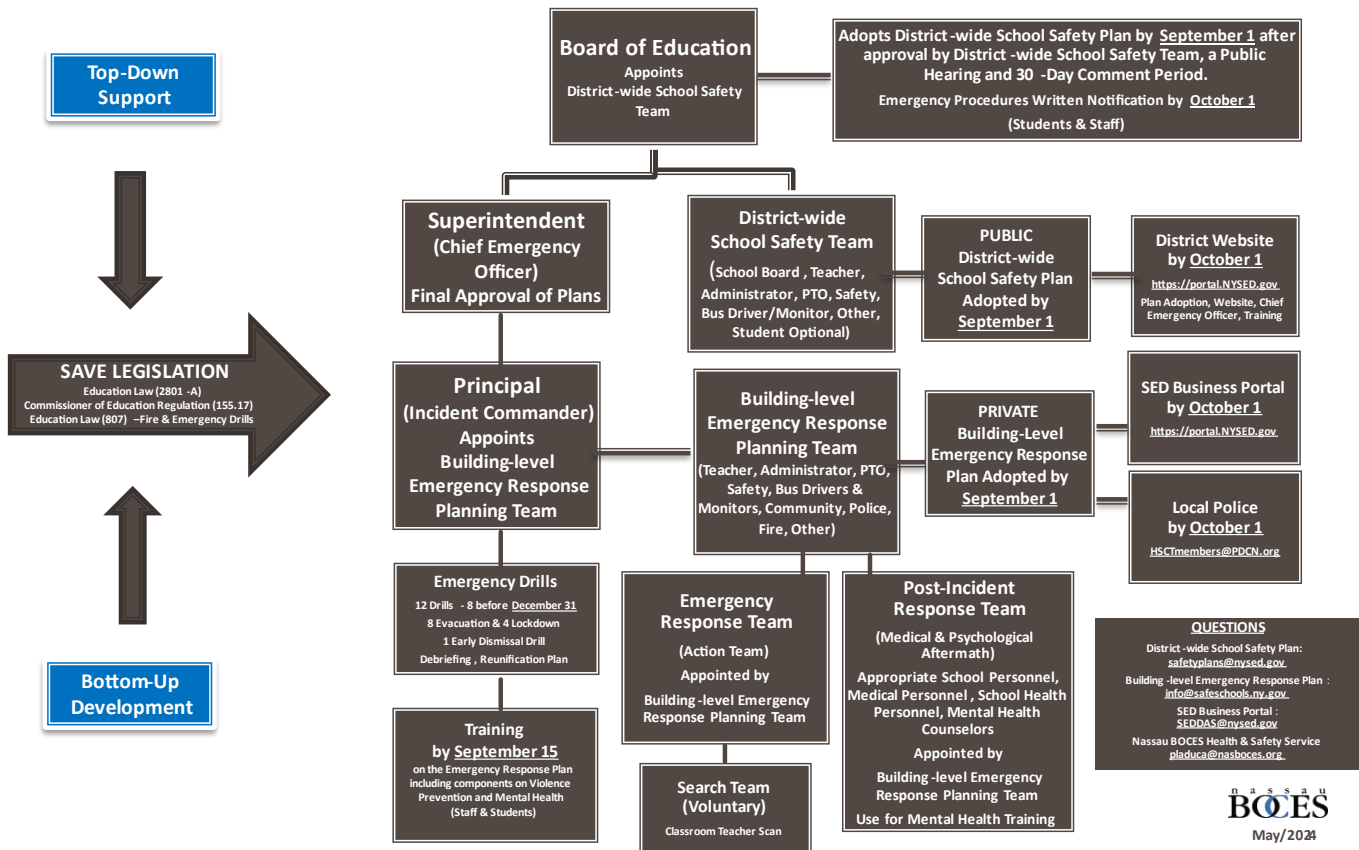 Top-Down
Support
Board of Education
Appoints
District-wide School Safety
Team
Adopts District-wide School Safety Plan by September 1 after
approval by District-wide School Safety Team, a Public
Hearing and 30 -Day Comment Period.
Emergency Procedures Written Notification by October 1
(Students & Staff)
Superintendent
(Chief Emergency
Officer)
Final Approval of Plans
District-wide
School Safety Team
(School Board , Teacher,
Administrator, PTO, Safety,
Bus Driver/Monitor, Other,
Student Optional)
PUBLIC
District-wide
School Safety Plan
Adopted by
September 1
District Website
by October 1
https://portal.NYSED.gov
Plan Adoption, Website, Chief
Emergency Officer, Training
SAVE LEGISLATION
Education Law (2801 -A)
Commissioner of Education Regulation (155.17)
Education Law (807) –Fire & Emergency Drills
Principal
(Incident Commander)
Appoints
Building-level
Emergency Response
Planning Team
Building-level
Emergency Response
Planning Team
(Teacher, Administrator, PTO,
Safety, Bus Drivers &
Monitors, Community, Police,
Fire, Other)
PRIVATE
Building-Level
Emergency Response
Plan Adopted by
September 1
SED Business Portal
by October 1
https://portal.NYSED.gov
Local Police
by October 1
HSCTmembers@PDCN.org
Bottom-Up
Development
Emergency Drills
12 Drills - 8 before December 31
8 Evacuation & 4 Lockdown
1 Early Dismissal Drill
Debriefing , Reunification Plan
Training
by September 15
on the Emergency Response Plan
including components on Violence
Prevention and Mental Health
(Staff & Students)
Emergency
Response Team
(Action Team)
Appointed by
Building -level Emergency
Response Planning Team
Search Team
(Voluntary)
Classroom Teacher Scan
Post-Incident
Response Team
(Medical & Psychological
Aftermath)
Appropriate School Personnel,
Medical Personnel , School Health
Personnel, Mental Health
Counselors
Appointed by
Building -level Emergency
Response Planning Team
Use for Mental Health Training
QUESTIONS
District -wide School Safety Plan:
safetyplans@nysed.gov
Building -level Emergency Response Plan :
info@safeschools.ny.gov
SED Business Portal :
SEDDAS@nysed.gov
Nassau BOCES Health & Safety Service
pladuca@nasboces.org
nassau
BOCES
May/2024